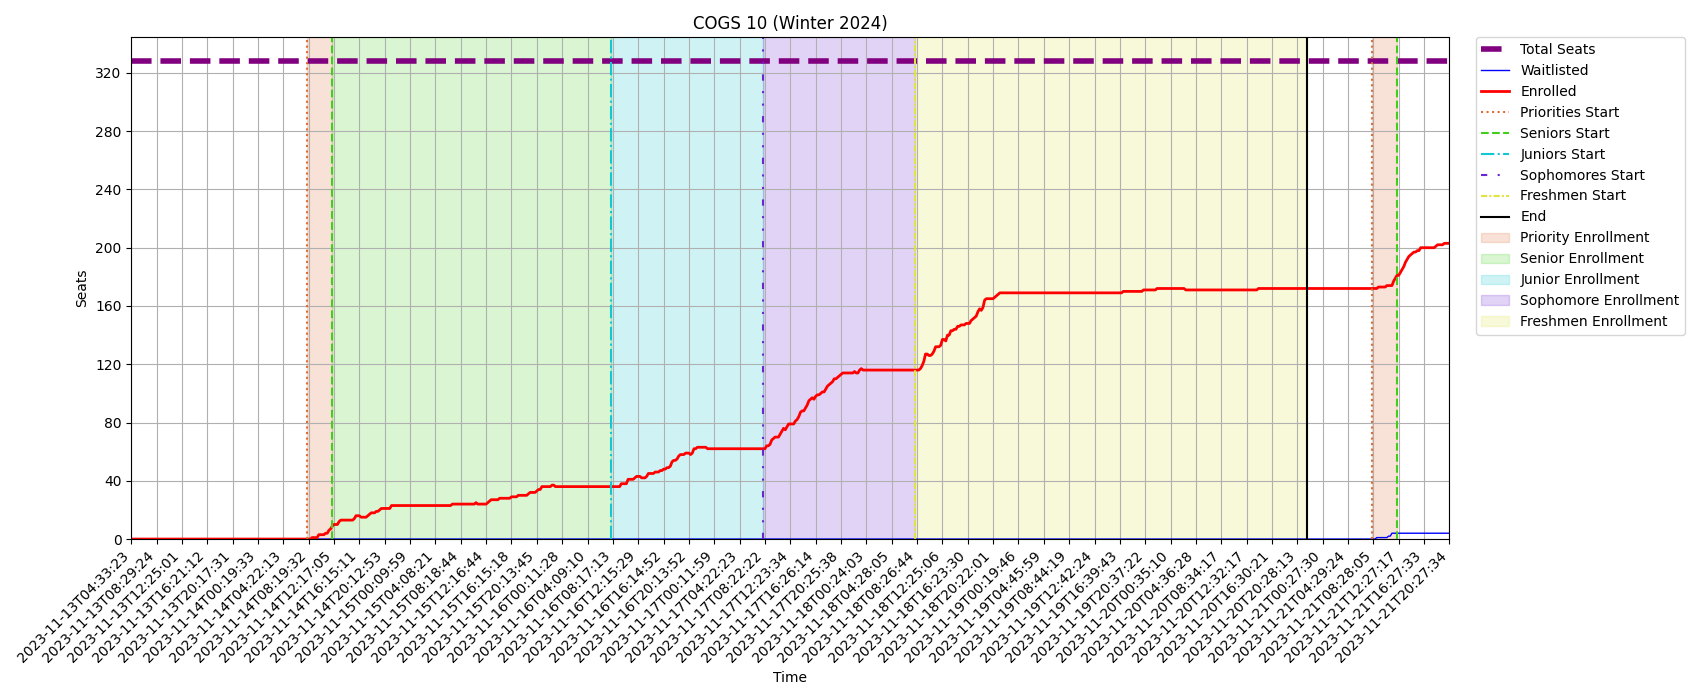 COGS 10 (Winter 2024)
Seats
320
280
240
200
160
120
80
40
0
2023-11-13T04:33:23
2023-11-13T08:29:24
2023-11-13T12:25:01
2023-11-13T16:21:12
2023-11-13T20:17:31
2023-11-14T00:19:33
2023-11-14T04:22:13
2023-11-14T08:19:32
2023-11-14T12:17:05
2023-11-14T16:15:11
2023-11-14T20:12:53
2023-11-15T00:09:59
2023-11-15T04:08:21
2023-11-15T08:18:44
2023-11-15T12:16:44
2023-11-15T16:15:18
2023-11-15T20:13:45
2023-11-16T00:11:28
2023-11-16T04:09:10
2023-11-16T08:17:13
2023-11-16T12:15:29
2023-11-16T16:14:52
2023-11-16T20:13:52
2023-11-17T00:11:59
2023-11-17T04:22:23
2023-11-17T08:22:22
2023-11-17T12:23:34
2023-11-17T16:26:14
2023-11-17T20:25:38
2023-11-18T00:24:03
2023-11-18T04:28:05
2023-11-18T08:26:44
2023-11-18T12:25:06
2023-11-18T16:23:30
2023-11-18T20:22:01
2023-11-19T00:19:46
2023-11-19T04:45:59
2023-11-19T08:44:19
2023-11-19T12:42:24
2023-11-19T16:39:43
2023-11-19T20:37:22
2023-11-20T00:35:10
2023-11-20T04:36:28
2023-11-20T08:34:17
2023-11-20T12:32:17
2023-11-20T16:30:21
2023-11-20T20:28:13
2023-11-21T00:27:30
2023-11-21T04:29:24
2023-11-21T08:28:05
2023-11-21T12:27:17
2023-11-21T16:27:33
2023-11-21T20:27:34
Time
Total Seats
Waitlisted
Enrolled
Priorities Start
Seniors Start
Juniors Start
Sophomores Start
Freshmen Start
End
Priority Enrollment
Senior Enrollment
Junior Enrollment
Sophomore Enrollment
Freshmen Enrollment